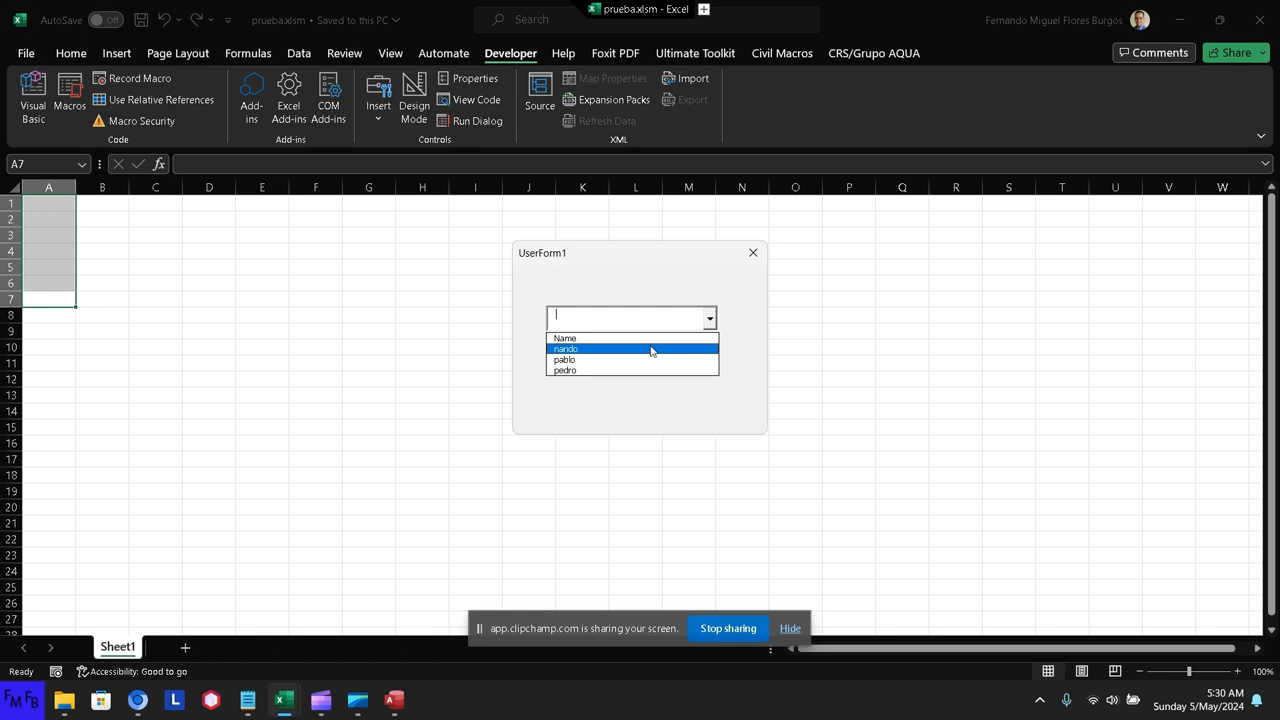 AutoSave Off prueba.xlsm • Saved to this PC Search prueba.xlsm - Excel Fernando Miguel Flores Burgos
File Home Insert Page Layout Formulas Data Review View Automate Developer Help Foxit PDF Ultimate Toolkit Civil Macros CRS/Grupo AQUA Comments Share
Visual Basic
Macros
Record Macro
Use Relative References
Macro Security
Code
Add-ins
Excel Add-ins
COM Add-ins
Add-ins
Insert
Design Mode
Properties
View Code
Run Dialog
Controls
Source
Map Properties
Expansion Packs
Refresh Data
Import
Export
XML
A7 fx
A B C D E F G H I J K L M N O P Q R S T U V W
1
2
3
4
5
6
7
8
9
10
11
12
13
14
15
16
17
18
19
20
21
22
23
24
25
26
27
28
UserForm1
Name
nando
pablo
pedro
app.clipchamp.com is sharing your screen. Stop sharing Hide
Sheet1
Ready Accessibility: Good to go 100%
FM FB L
5:30 AM
Sunday 5/May/2024